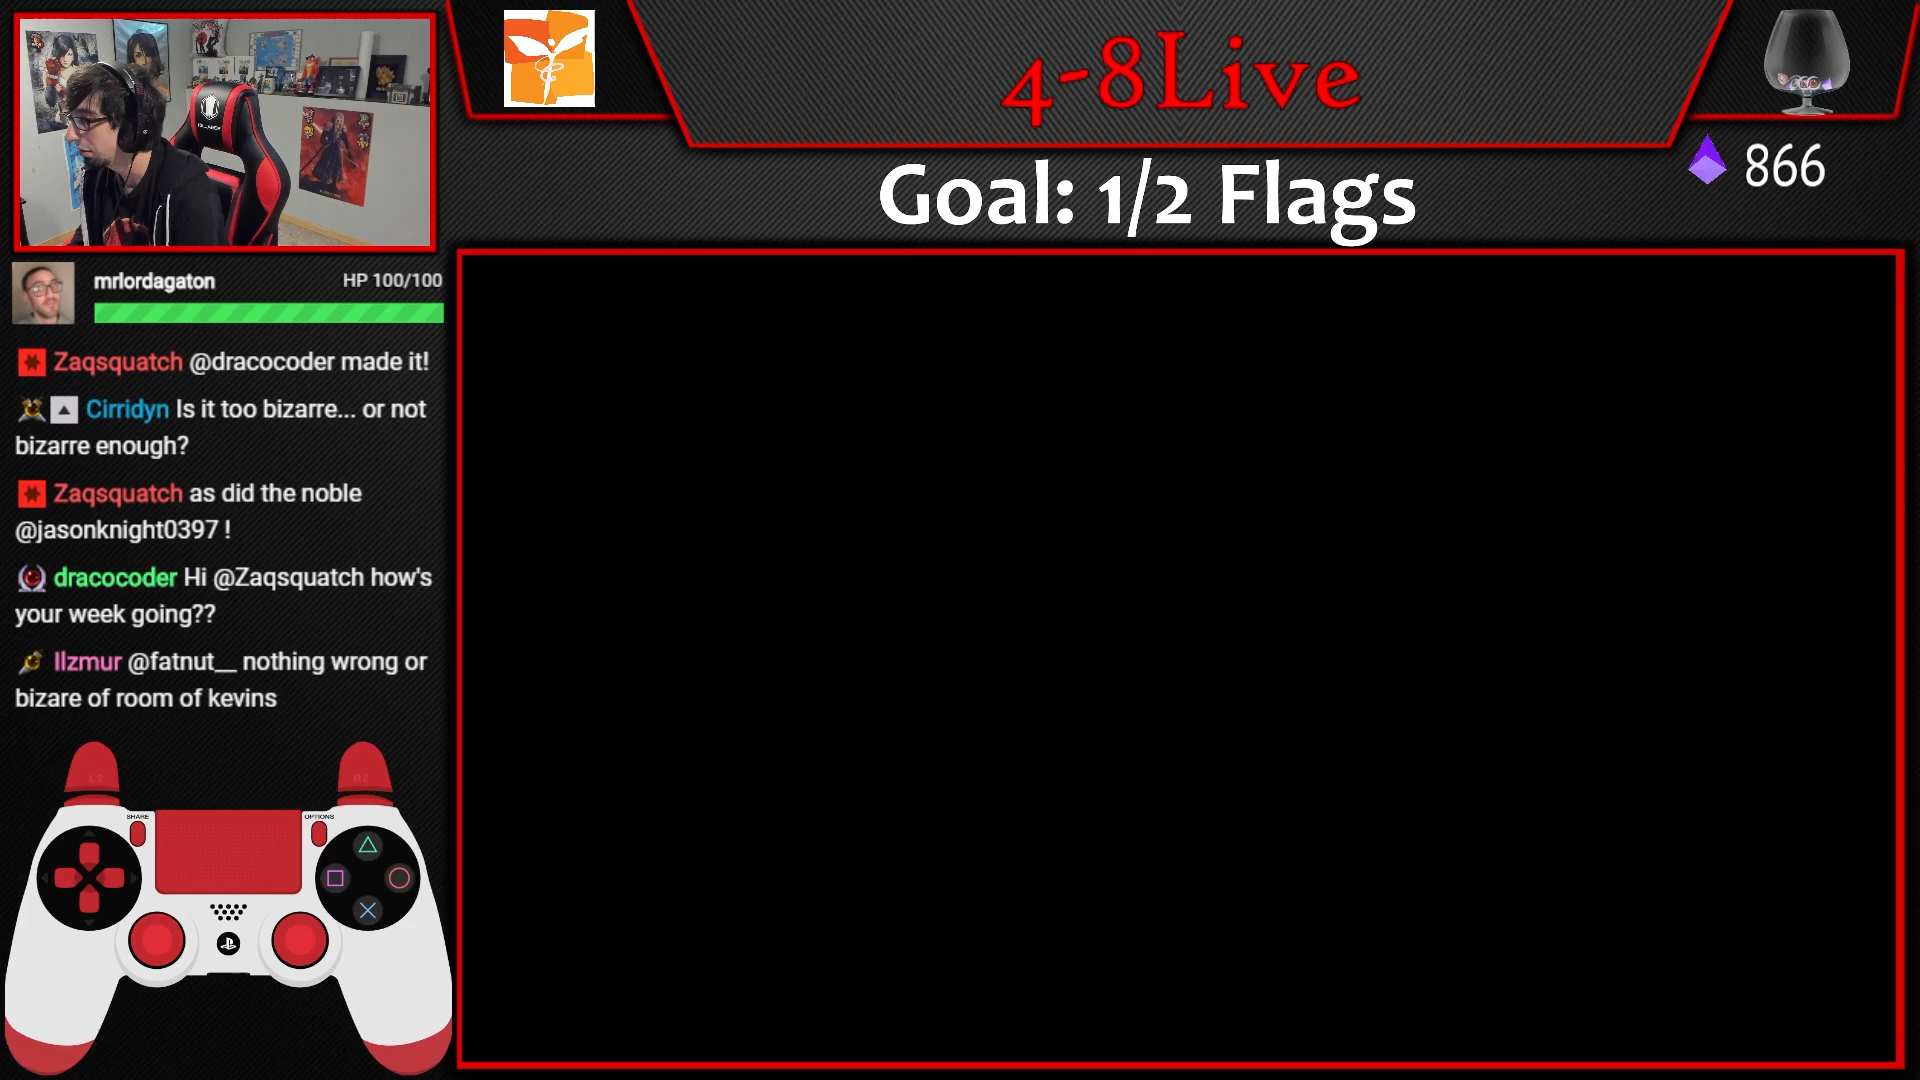 4-8Live
Goal: 1/2 Flags
866
mrlordagaton HP 100/100
Zaqsquatch @dracocoder made it!
Cirridyn Is it too bizarre... or not
bizarre enough?
Zaqsquatch as did the noble
@jasonknight0397 !
dracocoder Hi @Zaqsquatch how's
your week going??
Ilzmur @fatnut__ nothing wrong or
bizare of room of kevins
L2 R2
SHARE OPTIONS